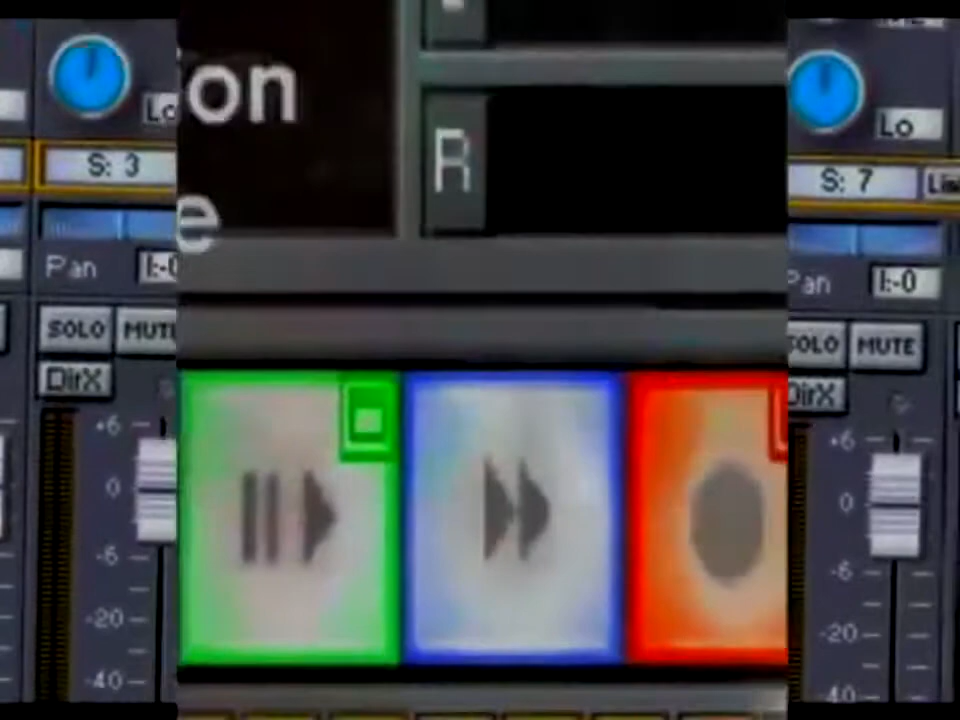 Lo
S: 3
Pan
SOLO
DirX
+6
0
-6
-20
-40
on
e
R
Lo
S: 7
Pan
I:-0
SOLO MUTE
DirX
+6
0
-6
-20
-40